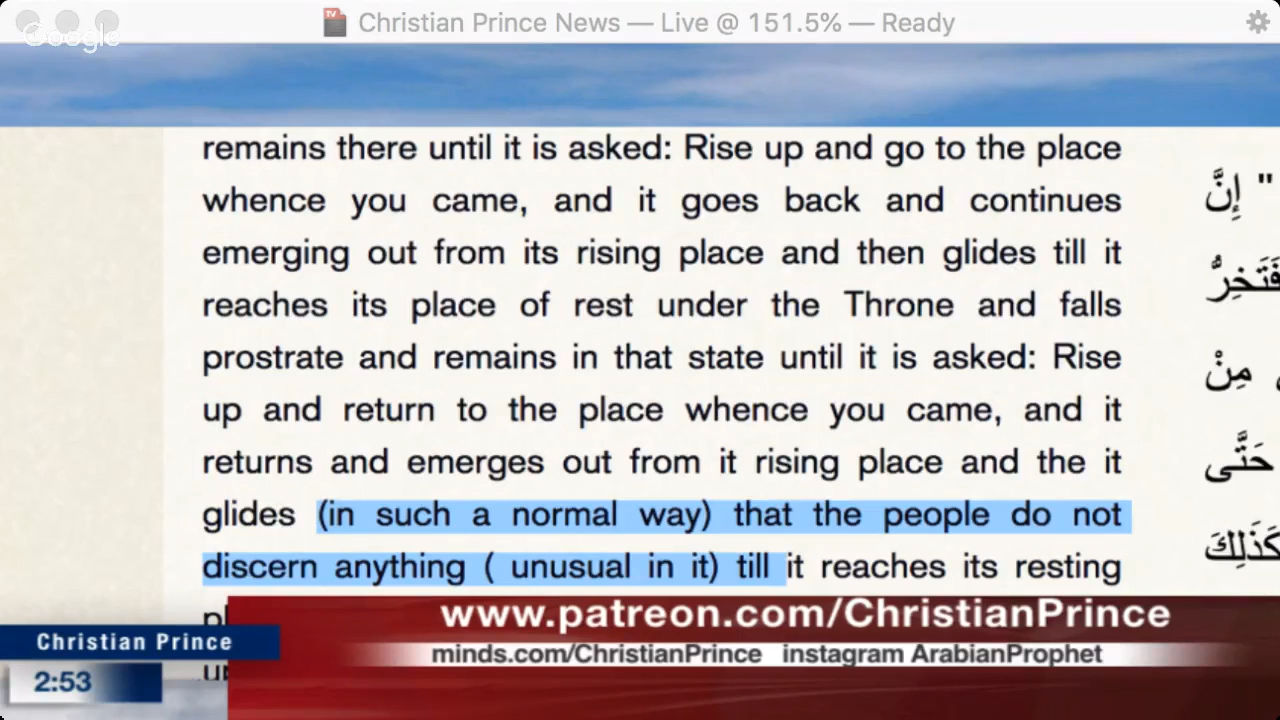 Christian Prince News — Live @ 151.5% — Ready
Google
remains there until it is asked: Rise up and go to the place
whence you came, and it goes back and continues
emerging out from its rising place and then glides till it
reaches its place of rest under the Throne and falls
prostrate and remains in that state until it is asked: Rise
up and return to the place whence you came, and it
returns and emerges out from it rising place and the it
glides (in such a normal way) that the people do not
discern anything ( unusual in it) till it reaches its resting
" إِنَّ
فَتَخِرُّ
مِنْ
حَتَّى
كَذَلِكَ
www.patreon.com/ChristianPrince
Christian Prince
minds.com/ChristianPrince instagram ArabianProphet
2:53